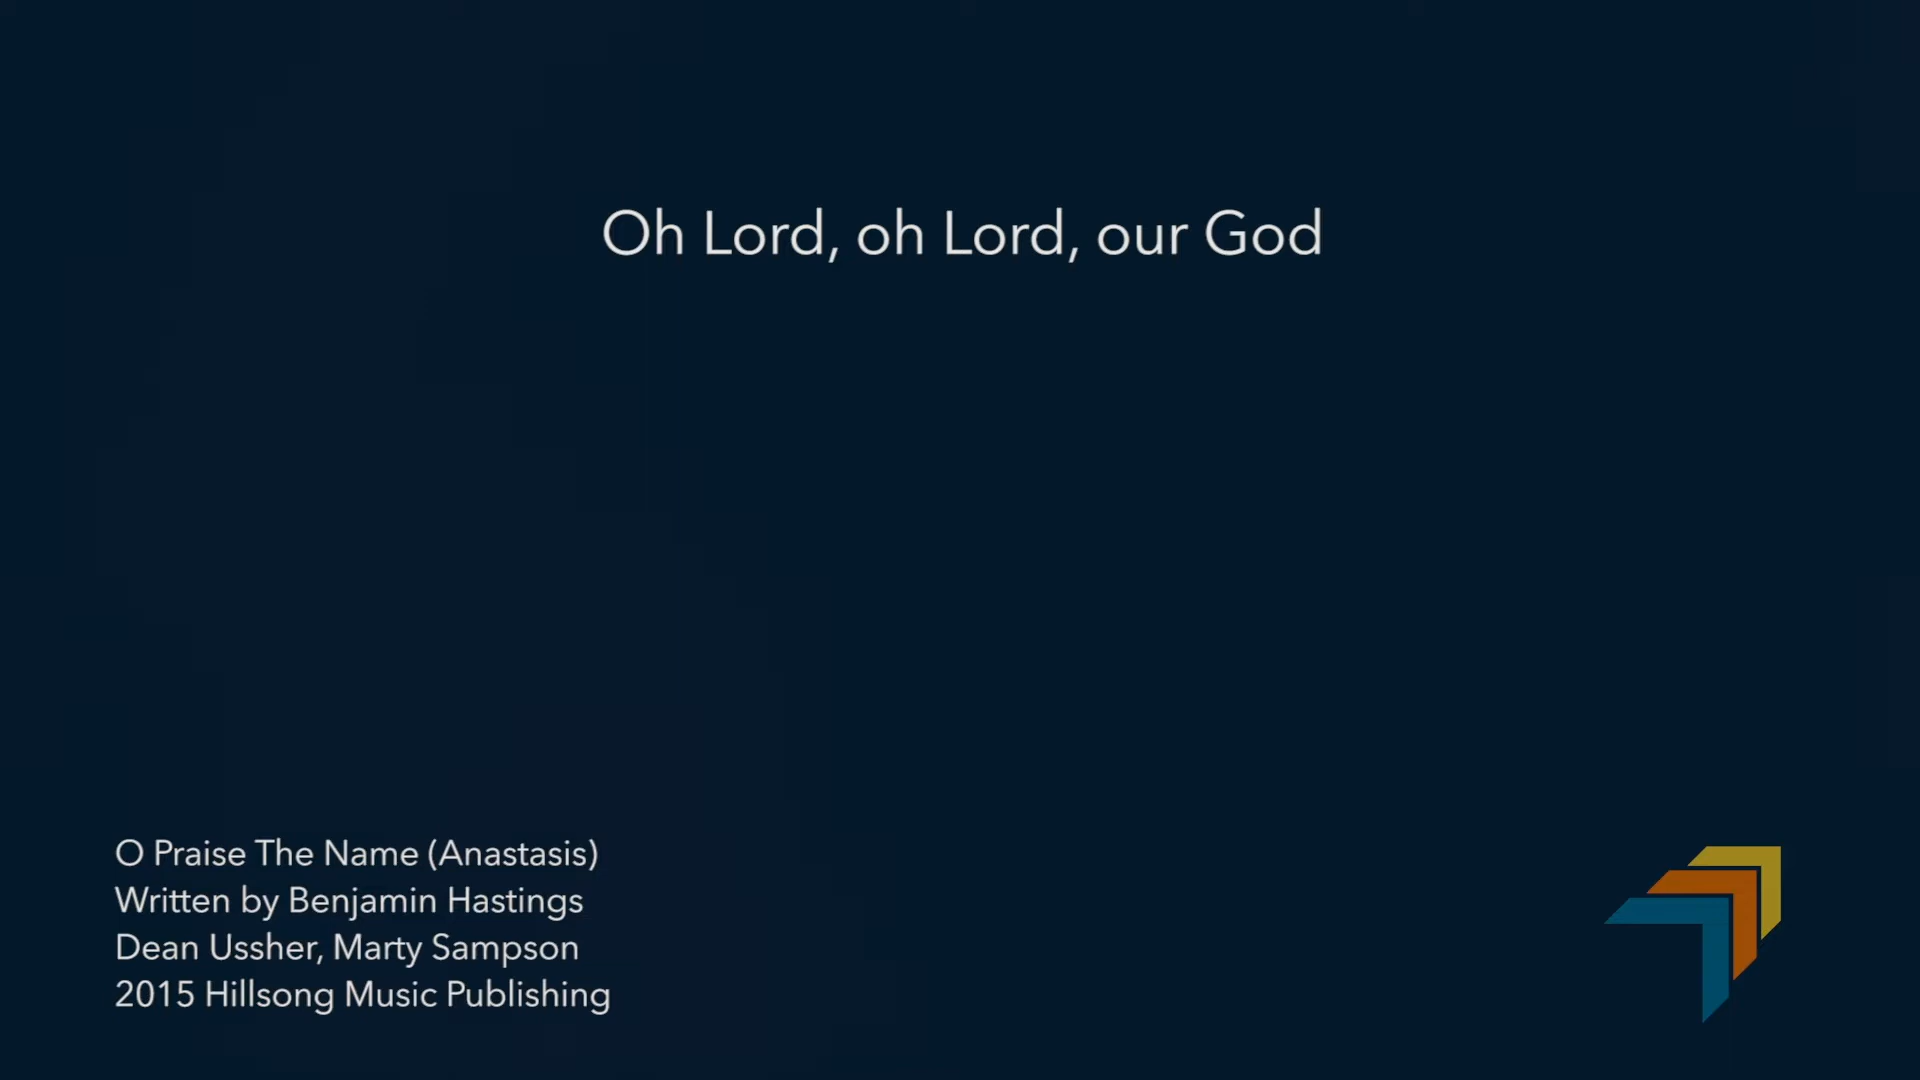 Oh Lord, oh Lord, our God
O Praise The Name (Anastasis)
Written by Benjamin Hastings
Dean Ussher, Marty Sampson
2015 Hillsong Music Publishing